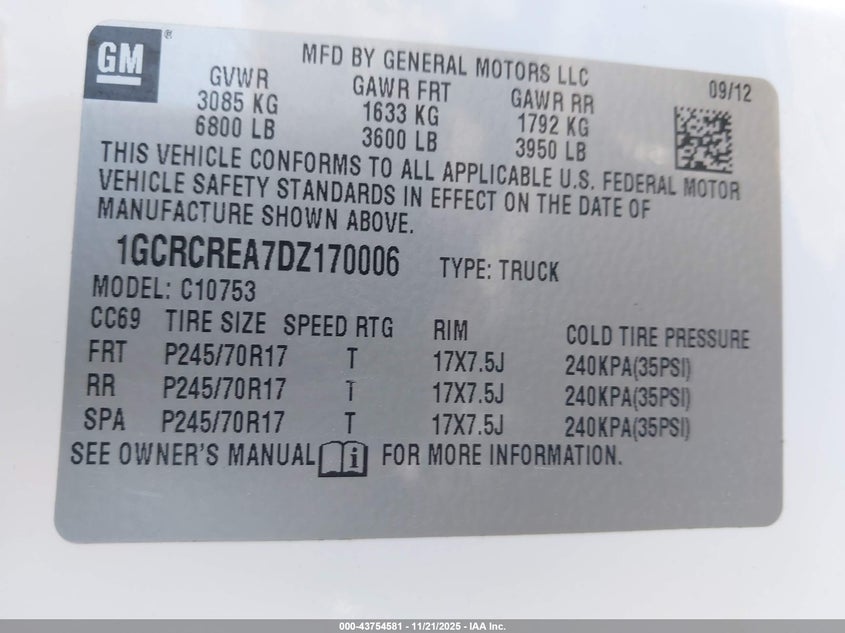 GM®
MFD BY GENERAL MOTORS LLC
09/12
GVWR GAWR FRT GAWR RR
3085 KG 1633 KG 1792 KG
6800 LB 3600 LB 3950 LB
THIS VEHICLE CONFORMS TO ALL APPLICABLE U.S. FEDERAL MOTOR
VEHICLE SAFETY STANDARDS IN EFFECT ON THE DATE OF
MANUFACTURE SHOWN ABOVE.
1GCRCREA7DZ170006 TYPE: TRUCK
MODEL: C10753
CC69 TIRE SIZE SPEED RTG RIM COLD TIRE PRESSURE
FRT P245/70R17 T 17X7.5J 240KPA(35PSI)
RR P245/70R17 T 17X7.5J 240KPA(35PSI)
SPA P245/70R17 T 17X7.5J 240KPA(35PSI)
SEE OWNER'S MANUAL i FOR MORE INFORMATION.
000-43754581 - 11/21/2025 - IAA Inc.